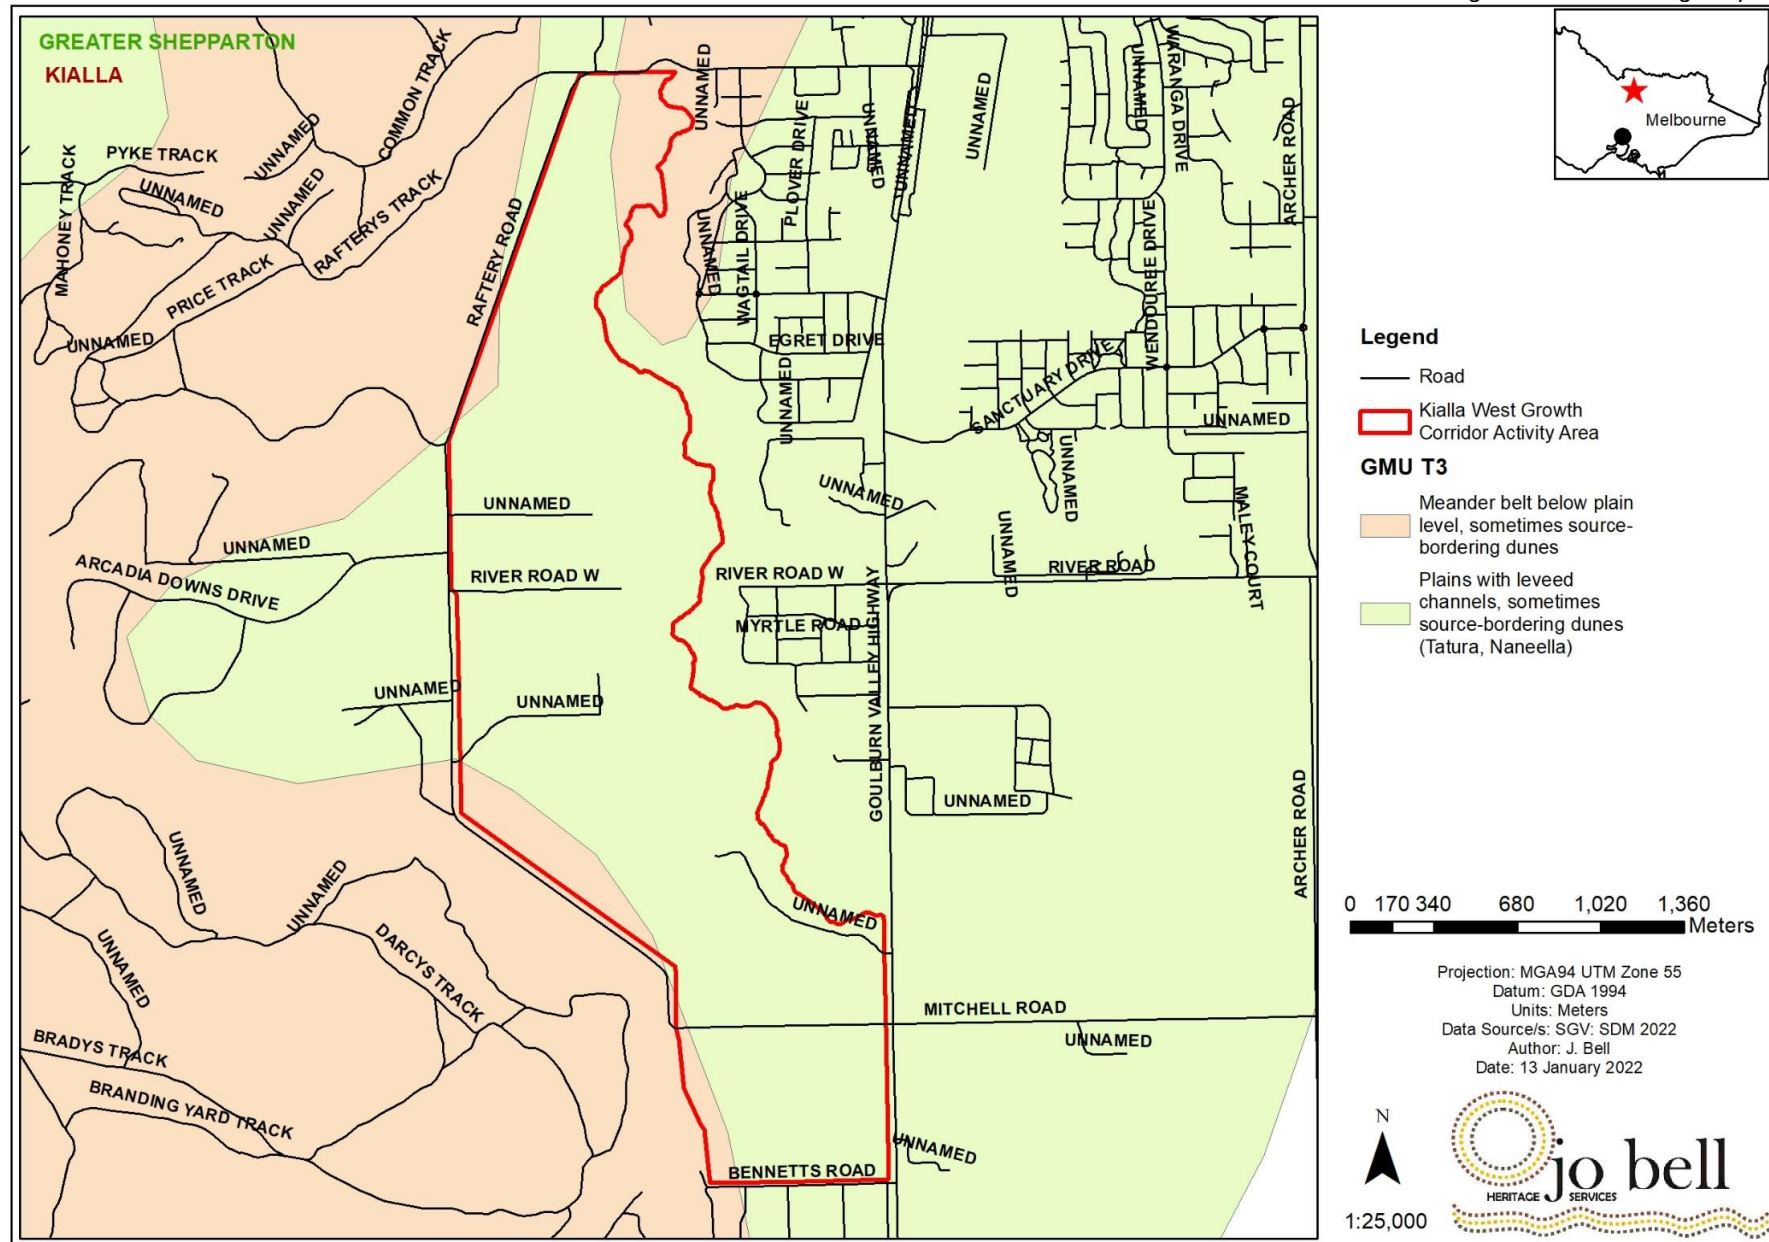 GREATER SHEPPARTON
KIALLA
COMMON TRACK
UNNAMED
PYKE TRACK
UNNAMED
UNNAMED
MAHONEY TRACK
RAFTERYS TRACK
PRICE TRACK
UNNAMED
RAFTERY ROAD
UNNAMED
UNNAMED
WAGTAIL DRIVE
PLOVER DRIVE
UNNAMED
UNNAMED
UNNAMED
EGRET DRIVE
UNNAMED
UNNAMED
WARANGA DRIVE
ARCHER ROAD
WENDOUREE DRIVE
SANCTUARY DRIVE
UNNAMED
UNNAMED
UNNAMED
UNNAMED
UNNAMED
MALEY COURT
UNNAMED
ARCADIA DOWNS DRIVE
RIVER ROAD W
RIVER ROAD W
RIVER ROAD
MYRTLE ROAD
GOULBURN VALLEY HIGHWAY
UNNAMED
UNNAMED
UNNAMED
ARCHER ROAD
UNNAMED
UNNAMED
UNNAMED
UNNAMED
DARCYS TRACK
MITCHELL ROAD
UNNAMED
BRADYS TRACK
BRANDING YARD TRACK
UNNAMED
BENNETTS ROAD
Melbourne
Legend
Road
Kialla West Growth
Corridor Activity Area
GMU T3
Meander belt below plain
level, sometimes source-
bordering dunes
Plains with leveed
channels, sometimes
source-bordering dunes
(Tatura, Naneella)
0 170 340 680 1,020 1,360
Meters
Projection: MGA94 UTM Zone 55
Datum: GDA 1994
Units: Meters
Data Source/s: SGV: SDM 2022
Author: J. Bell
Date: 13 January 2022
N
1:25,000
jo bell
HERITAGE SERVICES